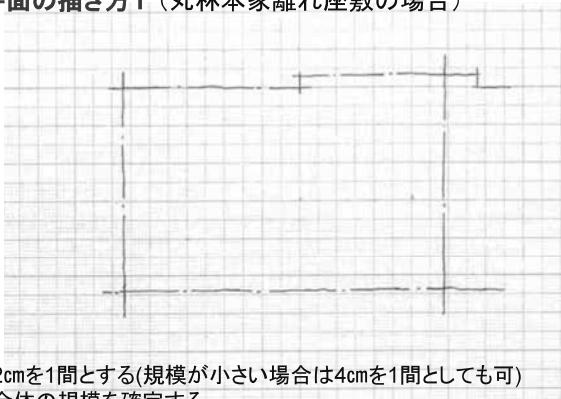 面の描き方1（丸林本家離れ座敷の場合）
2cmを1間とする(規模が小さい場合は4cmを1間としても可)
全体の規模を確定する